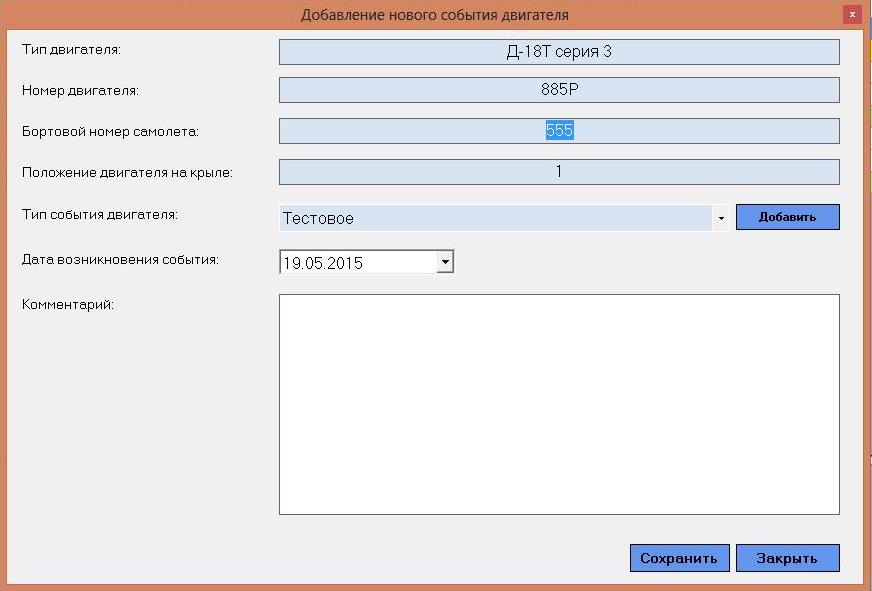 Добавление нового события двигателя
x
Тип двигателя: Д-18Т серия 3
Номер двигателя: 885Р
Бортовой номер самолета: 555
Положение двигателя на крыле: 1
Тип события двигателя: Тестовое Добавить
Дата возникновения события: 19.05.2015
Комментарий:
Сохранить Закрыть